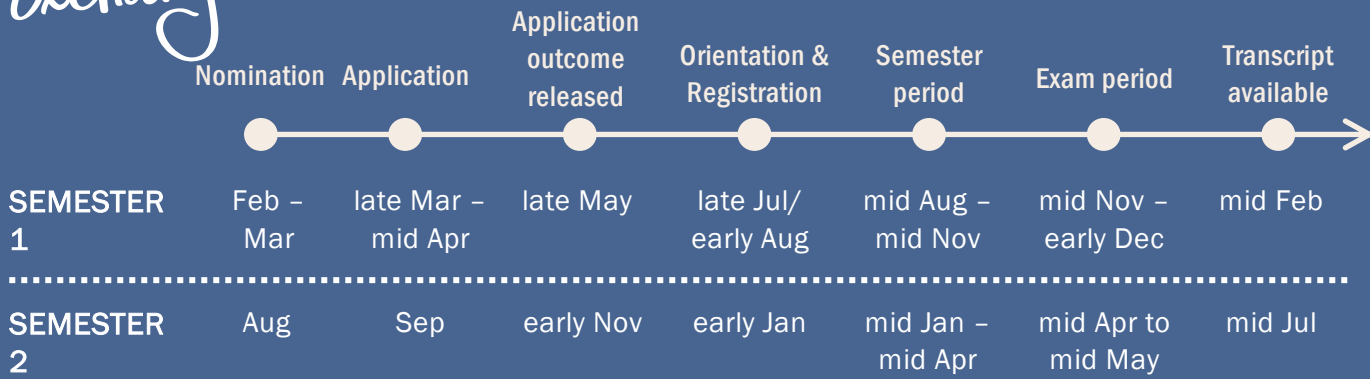 Nomination
Application
Application
outcome
released
Orientation &
Registration
Semester
period
Exam period
Transcript
available
SEMESTER
1
Feb –
Mar
late Mar –
mid Apr
late May
late Jul/
early Aug
mid Aug –
mid Nov
mid Nov –
early Dec
mid Feb
SEMESTER
2
Aug
Sep
early Nov
early Jan
mid Jan –
mid Apr
mid Apr to
mid May
mid Jul